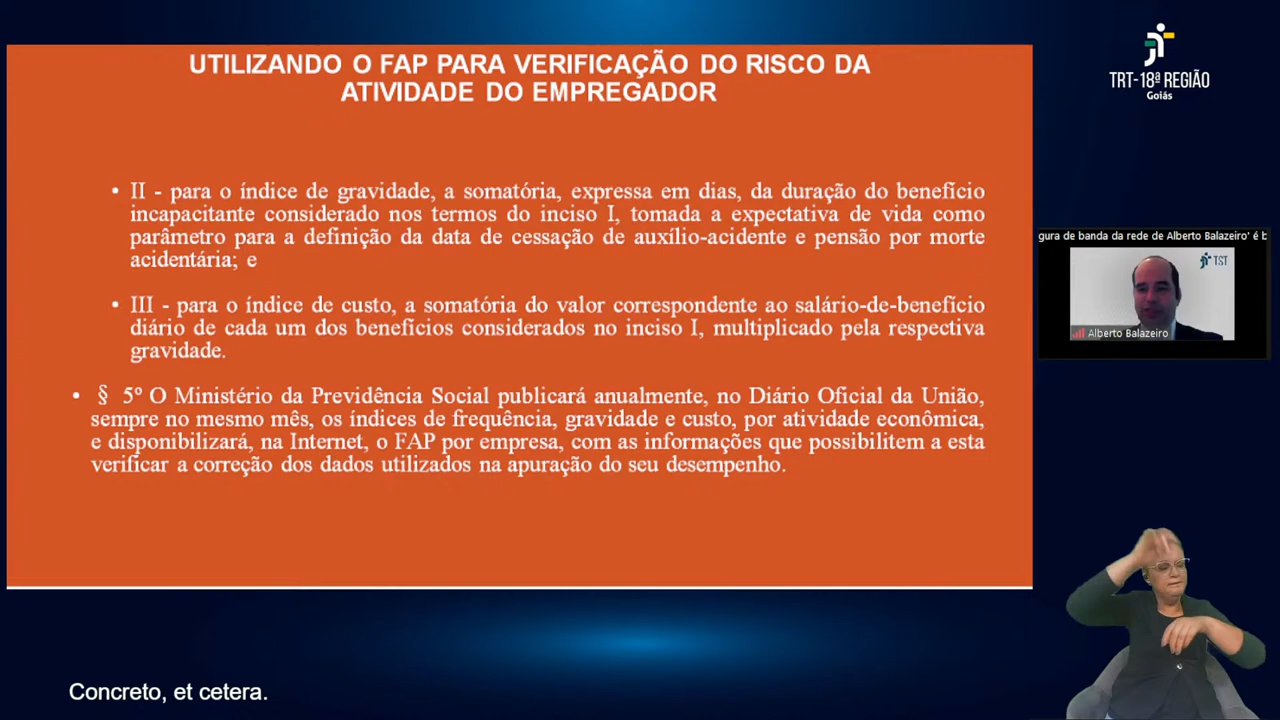 UTILIZANDO O FAP PARA VERIFICAÇÃO DO RISCO DA
ATIVIDADE DO EMPREGADOR
• II - para o índice de gravidade, a somatória, expressa em dias, da duração do benefício
incapacitante considerado nos termos do inciso I, tomada a expectativa de vida como
parâmetro para a definição da data de cessação de auxílio-acidente e pensão por morte
acidentária; e
• III - para o índice de custo, a somatória do valor correspondente ao salário-de-benefício
diário de cada um dos benefícios considerados no inciso I, multiplicado pela respectiva
gravidade.
• § 5º O Ministério da Previdência Social publicará anualmente, no Diário Oficial da União,
sempre no mesmo mês, os índices de frequência, gravidade e custo, por atividade econômica,
e disponibilizará, na Internet, o FAP por empresa, com as informações que possibilitem a esta
verificar a correção dos dados utilizados na apuração do seu desempenho.
TRT-18ª REGIÃO
Goiás
gura de banda da rede de Alberto Balazeiro' é b
TST
Alberto Balazeiro
Concreto, et cetera.